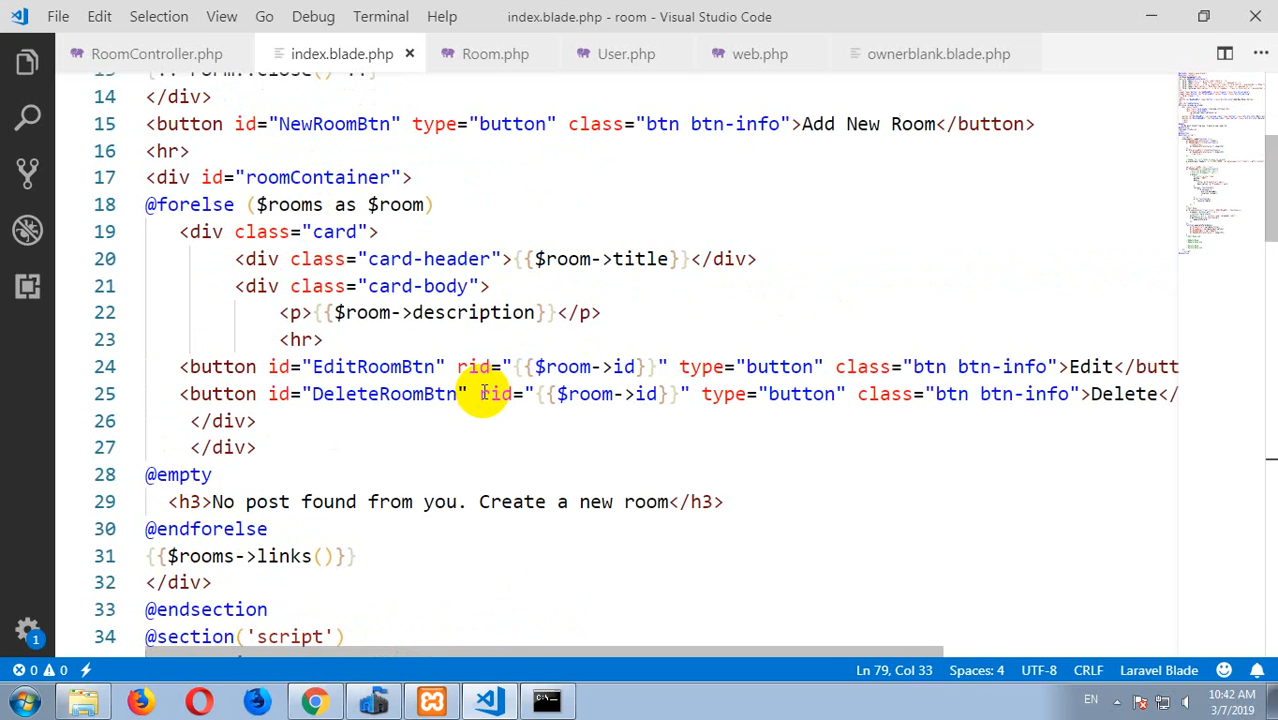 File Edit Selection View Go Debug Terminal Help index.blade.php - room - Visual Studio Code
RoomController.php index.blade.php × Room.php User.php web.php ownerblank.blade.php ...
14 </div>
15 <button id="NewRoomBtn" type="button" class="btn btn-info">Add New Room</button>
16 <hr>
17 <div id="roomContainer">
18 @forelse ($rooms as $room)
19 <div class="card">
20 <div class="card-header">{{$room->title}}</div>
21 <div class="card-body">
22 <p>{{$room->description}}</p>
23 <hr>
24 <button id="EditRoomBtn" rid="{{$room->id}}" type="button" class="btn btn-info">Edit</butt
25 <button id="DeleteRoomBtn" rid="{{$room->id}}" type="button" class="btn btn-info">Delete</
26 </div>
27 </div>
28 @empty
29 <h3>No post found from you. Create a new room</h3>
30 @endforelse
31 {{$rooms->links()}}
32 </div>
33 @endsection
34 @section('script')
1
0 0 Ln 79, Col 33 Spaces: 4 UTF-8 CRLF Laravel Blade
EN 10:42 AM
3/7/2019